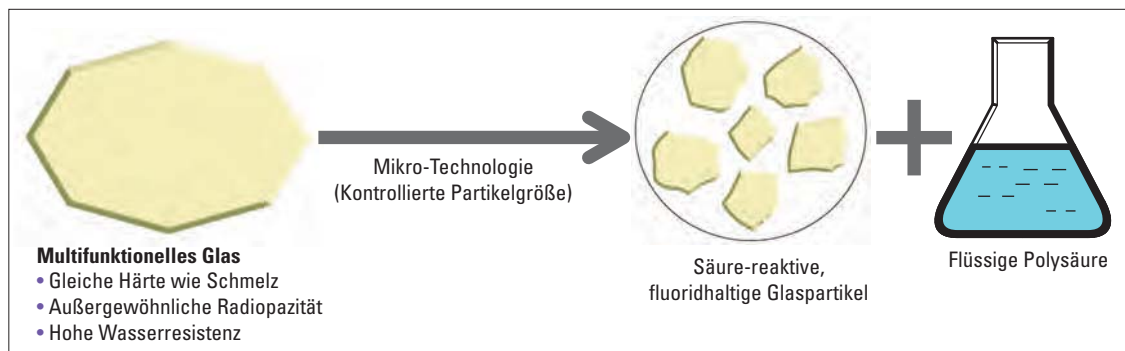 Mikro-Technologie
(Kontrollierte Partikelgröße)
Multifunktionelles Glas
• Gleiche Härte wie Schmelz
• Außergewöhnliche Radiopazität
• Hohe Wasserresistenz
Säure-reaktive,
fluoridhaltige Glaspartikel
Flüssige Polysäure